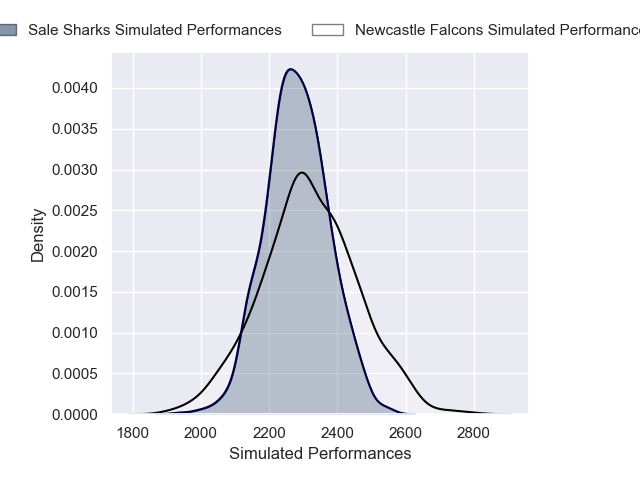 Sale Sharks Simulated Performances
Newcastle Falcons Simulated Performanc
0.0040
0.0035
0.0030
0.0025
0.0020
0.0015
0.0010
0.0005
0.0000
Density
1800 2000 2200 2400 2600 2800
Simulated Performances